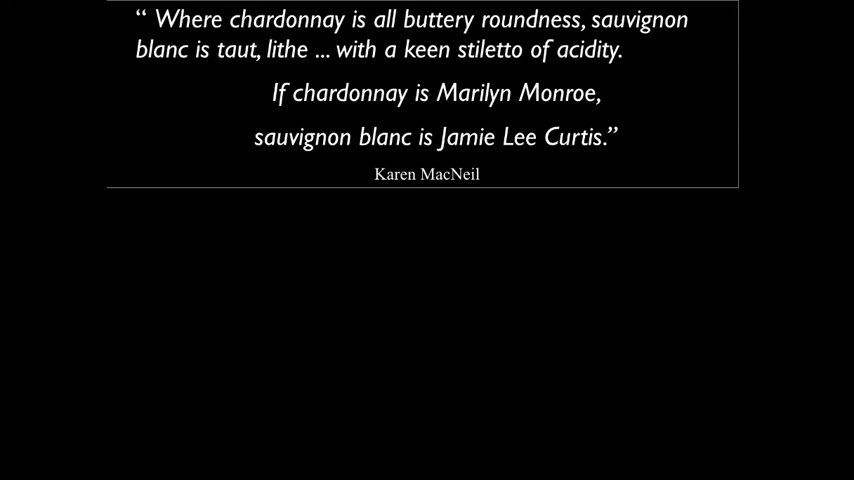 “ Where chardonnay is all buttery roundness, sauvignon
blanc is taut, lithe ... with a keen stiletto of acidity.
If chardonnay is Marilyn Monroe,
sauvignon blanc is Jamie Lee Curtis.”
Karen MacNeil